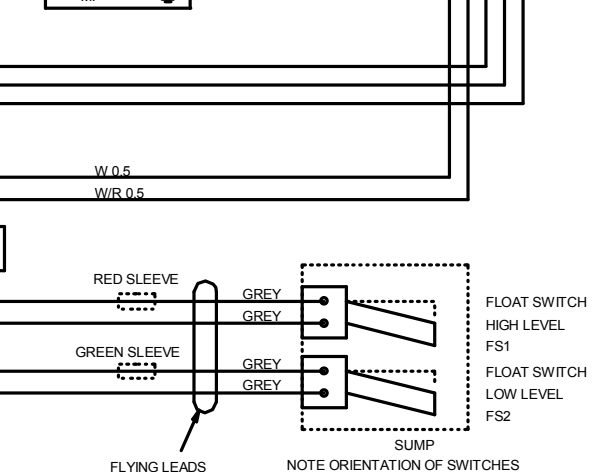 W 0.5
W/R 0.5
RED SLEEVE
GREY
GREY
FLOAT SWITCH
HIGH LEVEL
FS1
GREEN SLEEVE
GREY
GREY
FLOAT SWITCH
LOW LEVEL
FS2
SUMP
FLYING LEADS
NOTE ORIENTATION OF SWITCHES